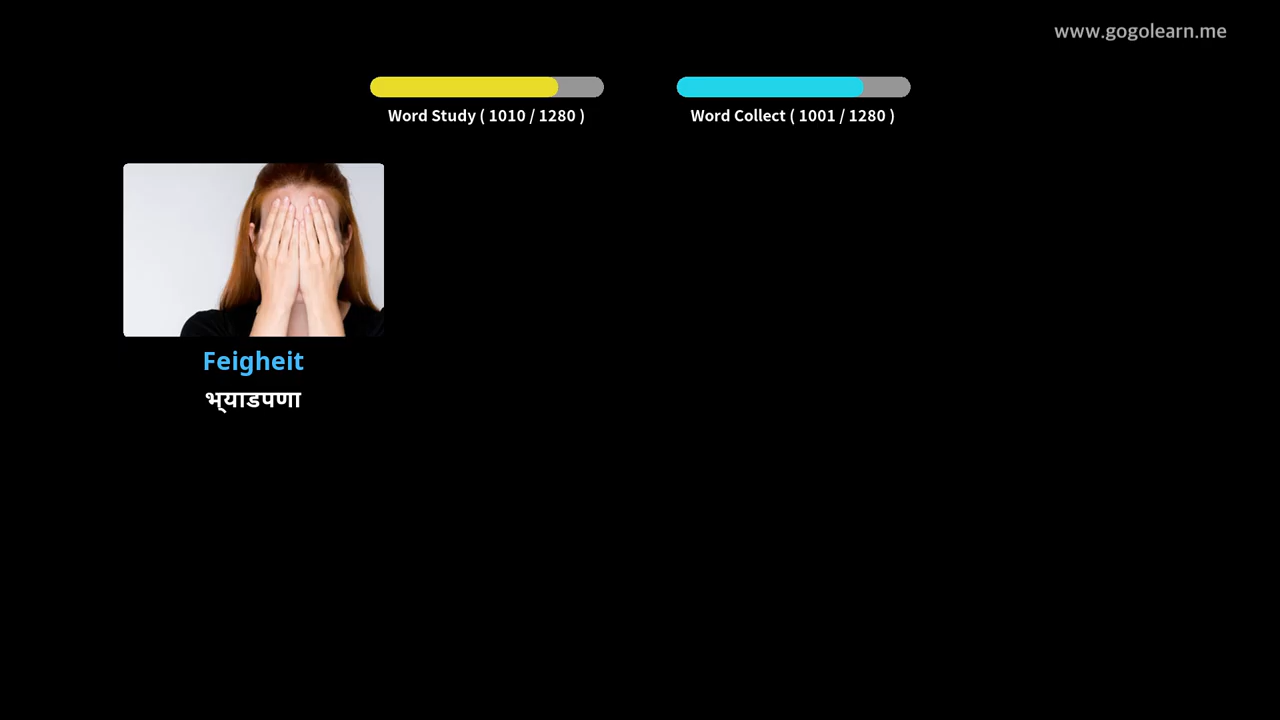 www.gogolearn.me
Word Study ( 1010 / 1280 )
Word Collect ( 1001 / 1280 )
Feigheit
भ्याडपणा